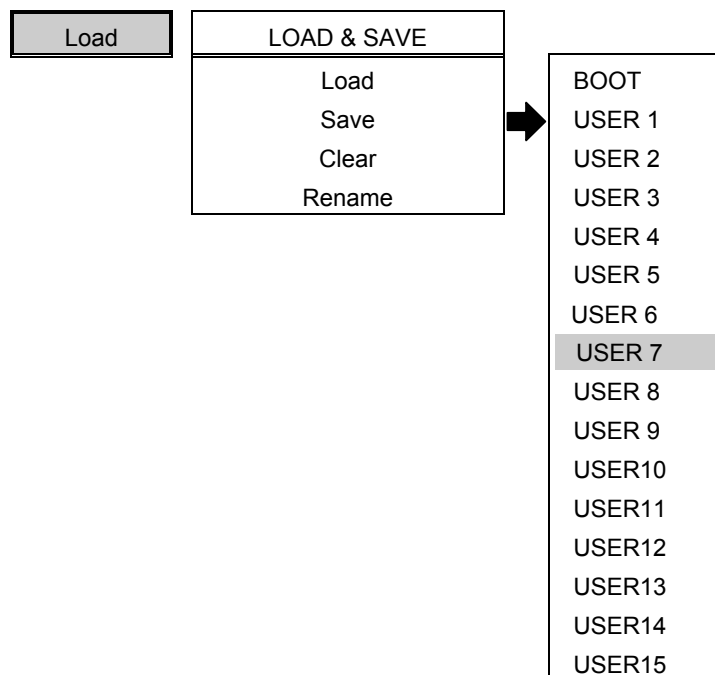 Load
LOAD & SAVE
Load
Save
Clear
Rename
BOOT
USER 1
USER 2
USER 3
USER 4
USER 5
USER 6
USER 7
USER 8
USER 9
USER10
USER11
USER12
USER13
USER14
USER15